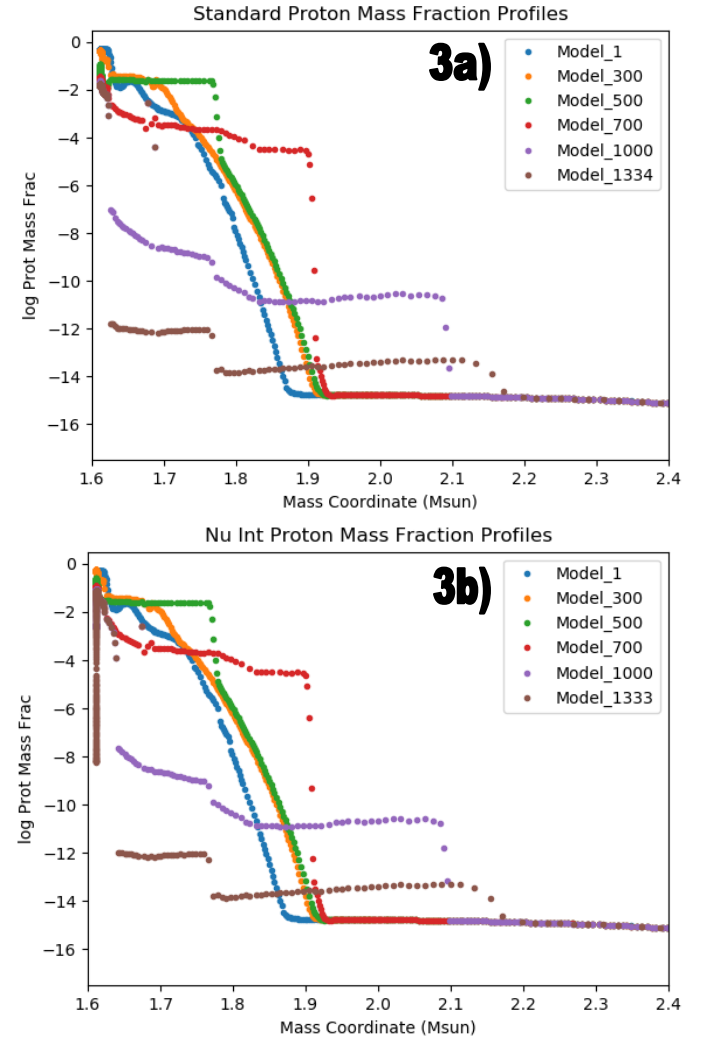 Standard Proton Mass Fraction Profiles
3a)
Model_1
Model_300
Model_500
Model_700
Model_1000
Model_1334
0
−2
−4
−6
−8
−10
−12
−14
−16
log Prot Mass Frac
1.6 1.7 1.8 1.9 2.0 2.1 2.2 2.3 2.4
Mass Coordinate (Msun)
Nu Int Proton Mass Fraction Profiles
3b)
Model_1
Model_300
Model_500
Model_700
Model_1000
Model_1333
0
−2
−4
−6
−8
−10
−12
−14
−16
log Prot Mass Frac
1.6 1.7 1.8 1.9 2.0 2.1 2.2 2.3 2.4
Mass Coordinate (Msun)